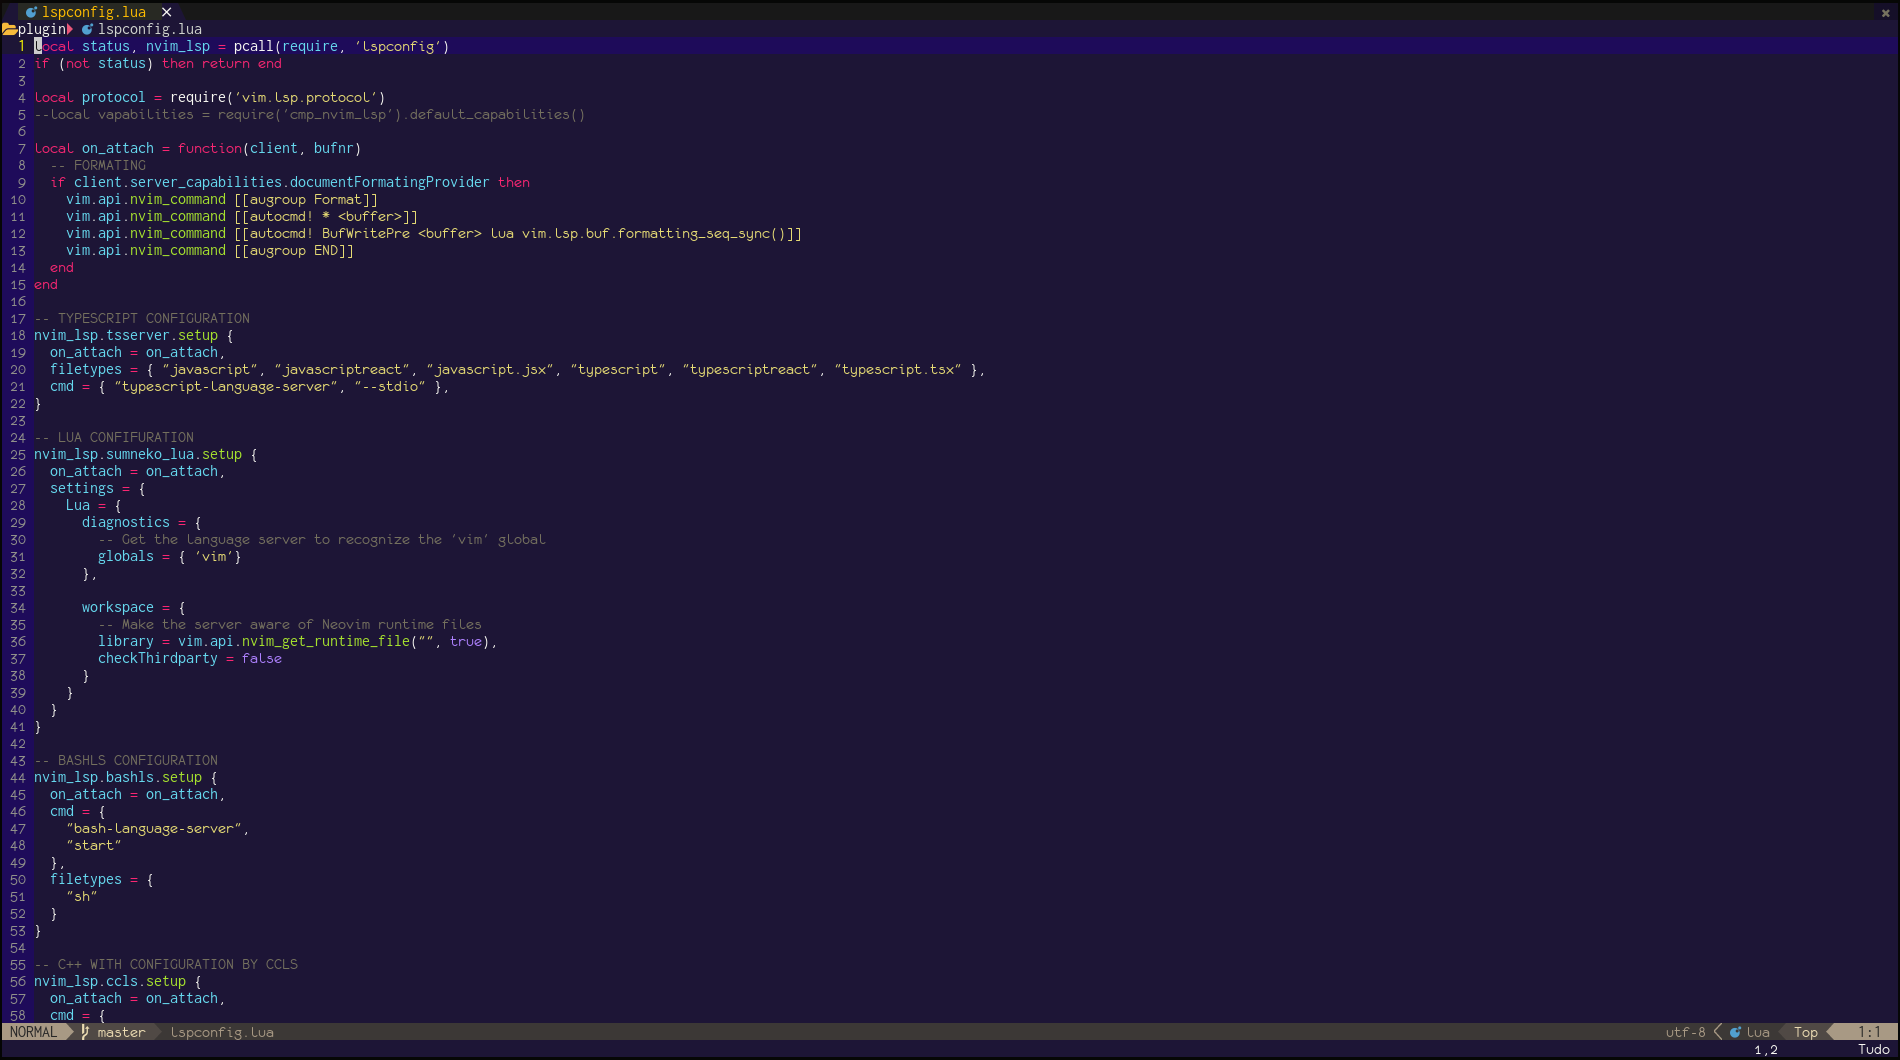 lspconfig.lua ✕
plugin lspconfig.lua
1 local status, nvim_lsp = pcall(require, 'lspconfig')
2 if (not status) then return end
3
4 local protocol = require('vim.lsp.protocol')
5 --local vapabilities = require('cmp_nvim_lsp').default_capabilities()
6
7 local on_attach = function(client, bufnr)
8   -- FORMATING
9   if client.server_capabilities.documentFormatingProvider then
10     vim.api.nvim_command [[augroup Format]]
11     vim.api.nvim_command [[autocmd! * <buffer>]]
12     vim.api.nvim_command [[autocmd! BufWritePre <buffer> lua vim.lsp.buf.formatting_seq_sync()]]
13     vim.api.nvim_command [[augroup END]]
14   end
15 end
16
17 -- TYPESCRIPT CONFIGURATION
18 nvim_lsp.tsserver.setup {
19   on_attach = on_attach,
20   filetypes = { "javascript", "javascriptreact", "javascript.jsx", "typescript", "typescriptreact", "typescript.tsx" },
21   cmd = { "typescript-language-server", "--stdio" },
22 }
23
24 -- LUA CONFIFURATION
25 nvim_lsp.sumneko_lua.setup {
26   on_attach = on_attach,
27   settings = {
28     Lua = {
29       diagnostics = {
30         -- Get the language server to recognize the 'vim' global
31         globals = { 'vim'}
32       },
33
34       workspace = {
35         -- Make the server aware of Neovim runtime files
36         library = vim.api.nvim_get_runtime_file("", true),
37         checkThirdparty = false
38       }
39     }
40   }
41 }
42
43 -- BASHLS CONFIGURATION
44 nvim_lsp.bashls.setup {
45   on_attach = on_attach,
46   cmd = {
47     "bash-language-server",
48     "start"
49   },
50   filetypes = {
51     "sh"
52   }
53 }
54
55 -- C++ WITH CONFIGURATION BY CCLS
56 nvim_lsp.ccls.setup {
57   on_attach = on_attach,
58   cmd = {
NORMAL master lspconfig.lua utf-8 lua Top 1:1
1,2 Tudo